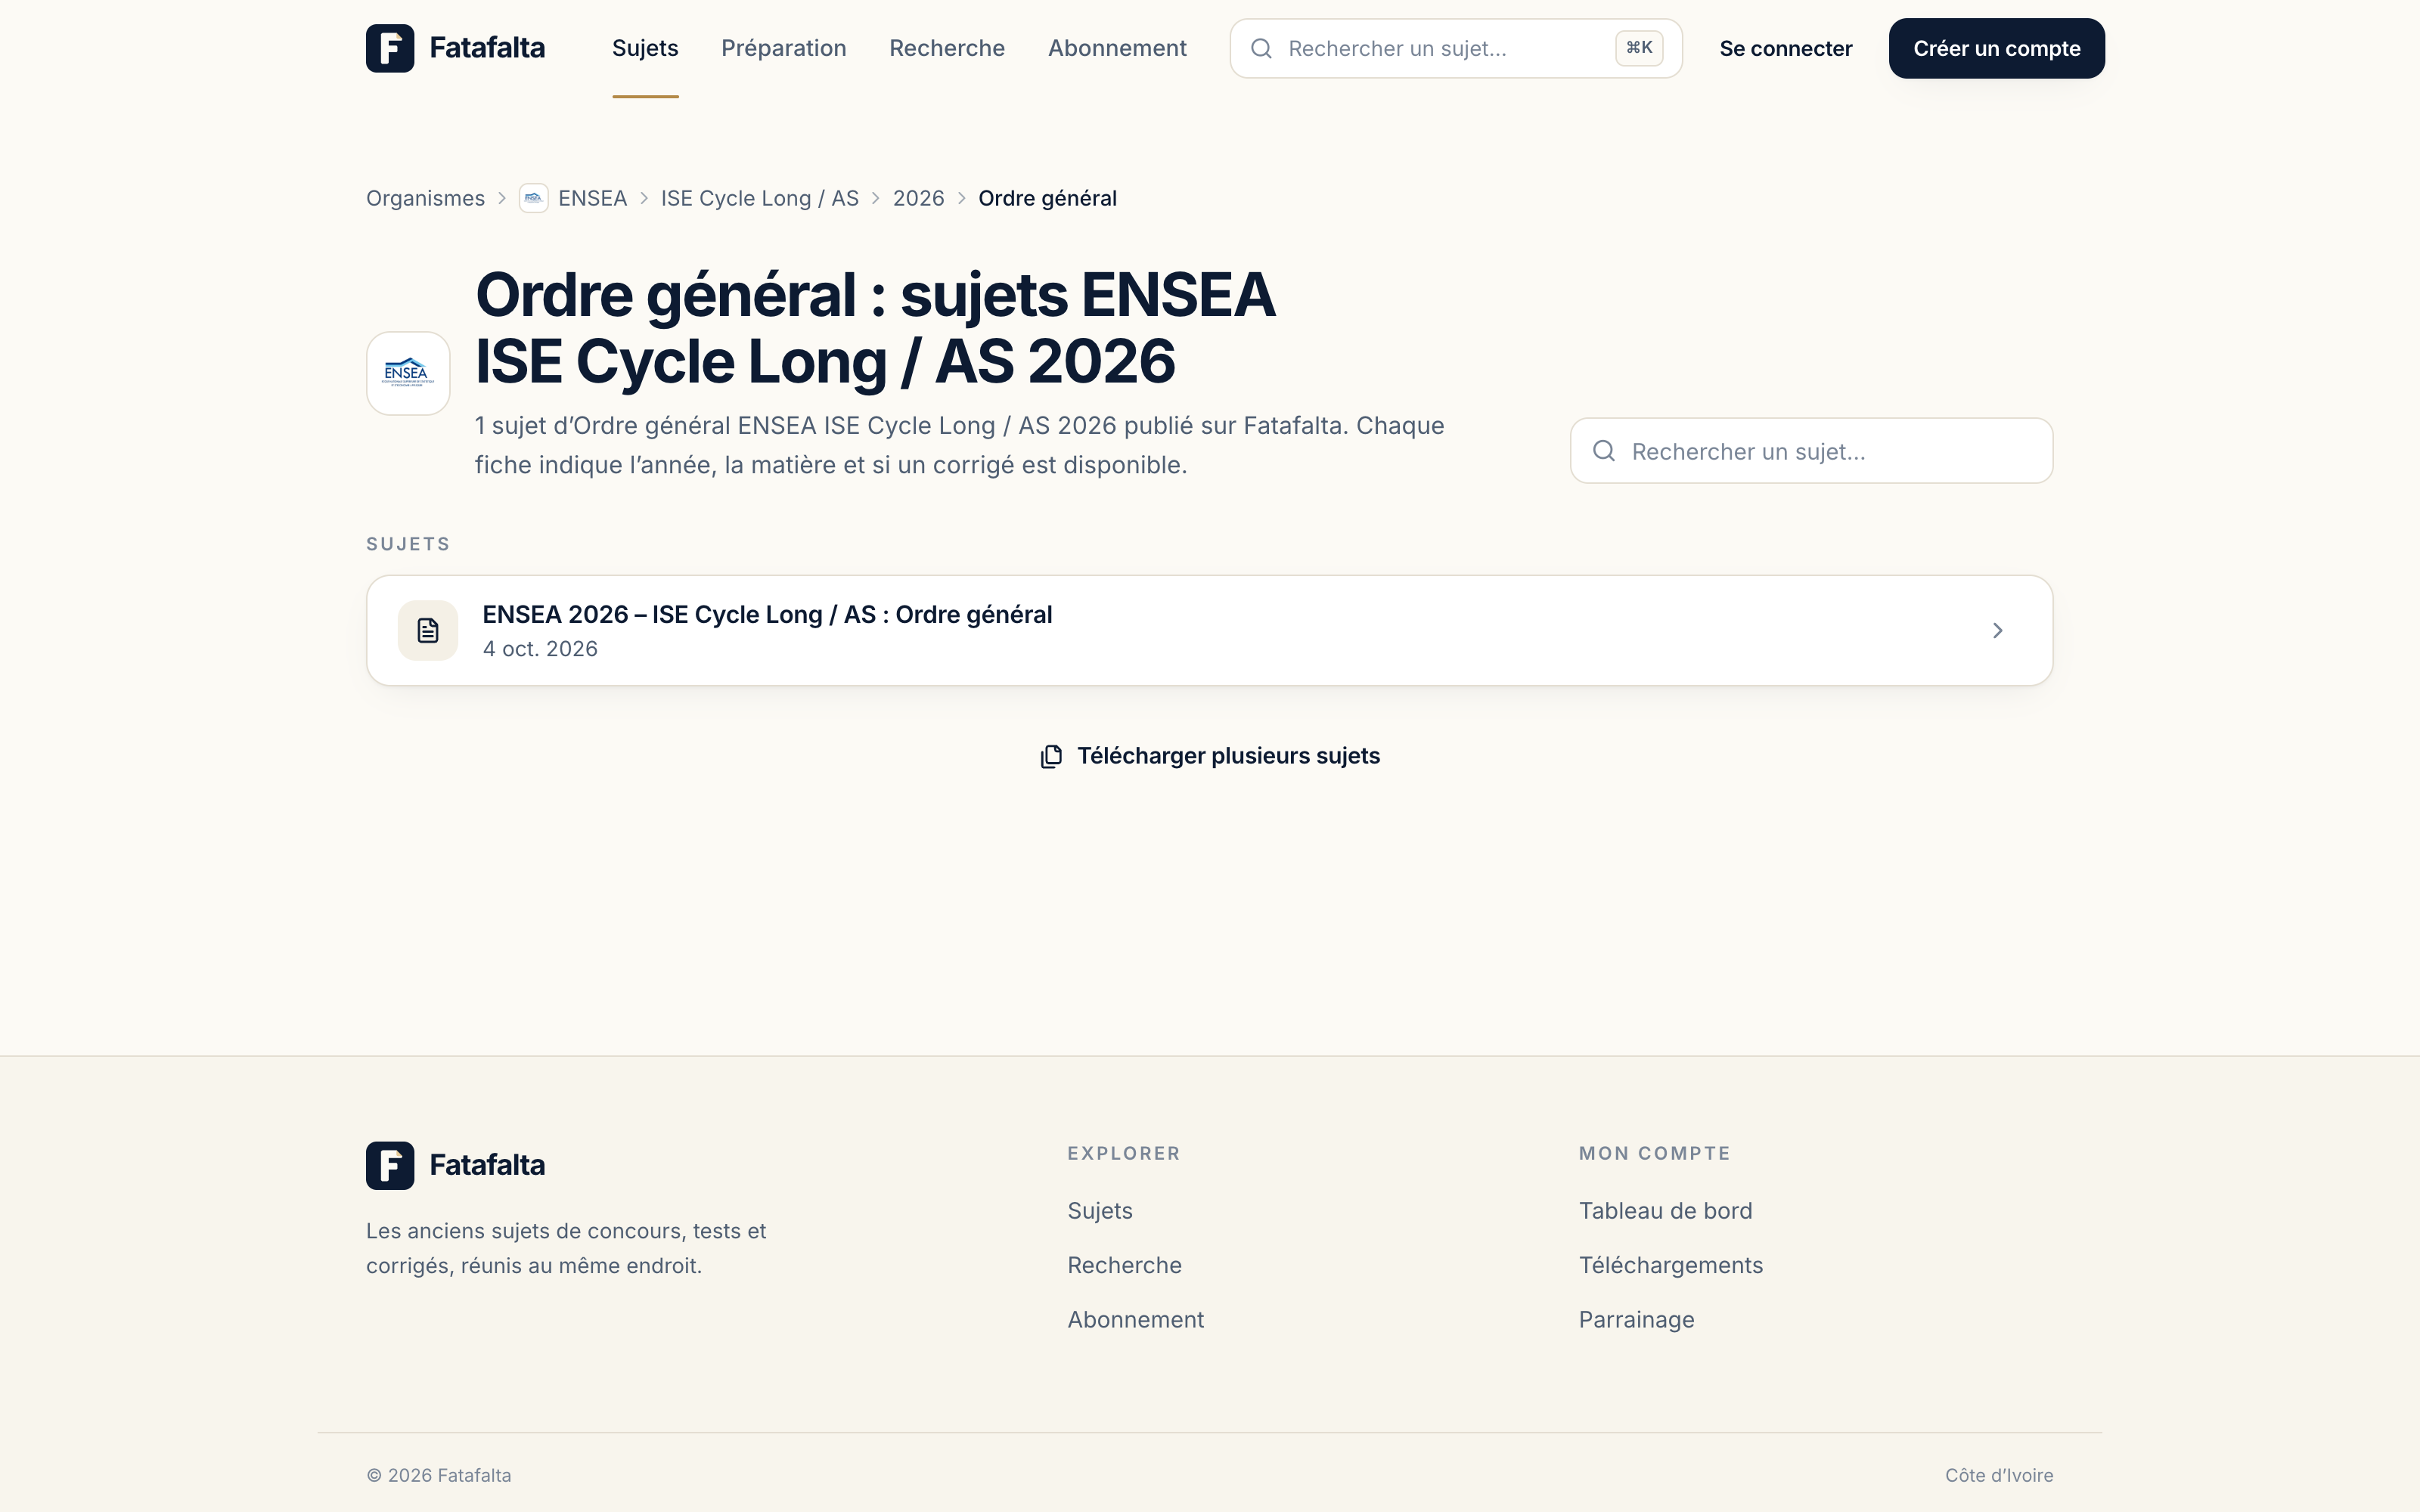 Fatafalta
Sujets
Préparation
Recherche
Abonnement
Rechercher un sujet...
⌘K
Se connecter
Créer un compte
Organismes > ENSEA > ISE Cycle Long / AS > 2026 > Ordre général
Ordre général : sujets ENSEA
ISE Cycle Long / AS 2026
ENSEA
1 sujet d’Ordre général ENSEA ISE Cycle Long / AS 2026 publié sur Fatafalta. Chaque
fiche indique l’année, la matière et si un corrigé est disponible.
Rechercher un sujet...
SUJETS
ENSEA 2026 – ISE Cycle Long / AS : Ordre général
4 oct. 2026
Télécharger plusieurs sujets
Fatafalta
Les anciens sujets de concours, tests et
corrigés, réunis au même endroit.
EXPLORER
Sujets
Recherche
Abonnement
MON COMPTE
Tableau de bord
Téléchargements
Parrainage
© 2026 Fatafalta
Côte d’Ivoire